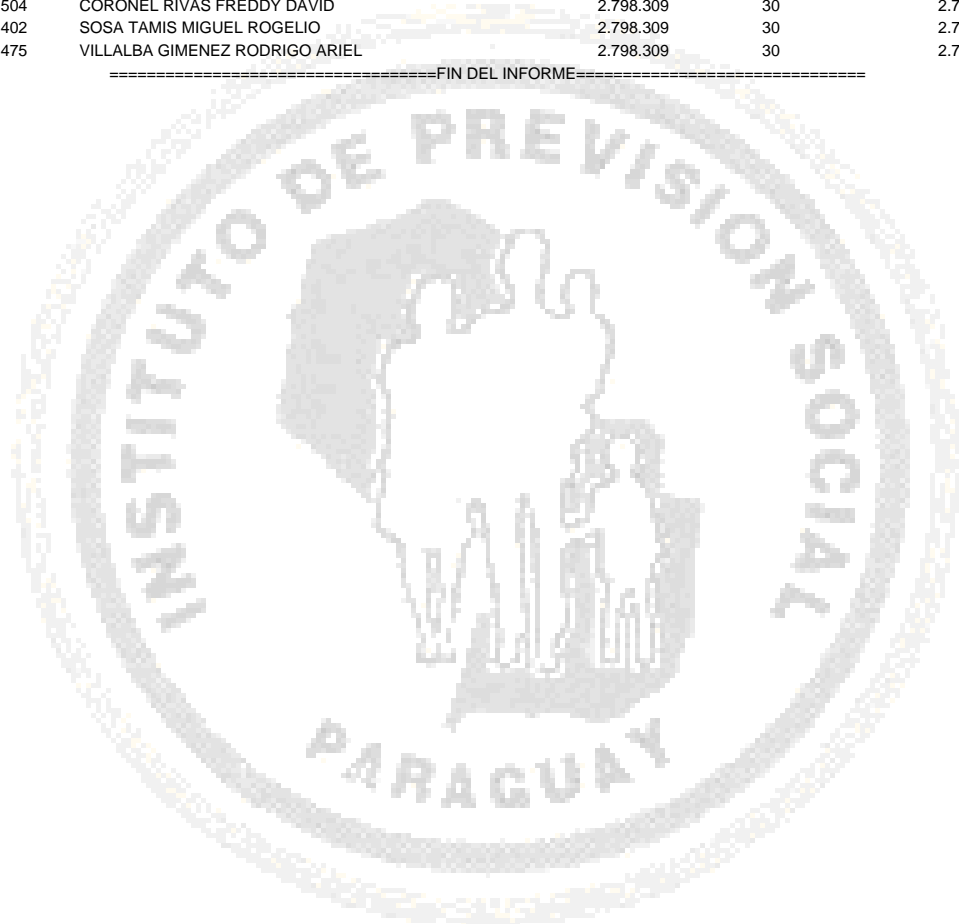 504 CORONEL RIVAS FREDDY DAVID 2.798.309 30 2.7
402 SOSA TAMIS MIGUEL ROGELIO 2.798.309 30 2.7
475 VILLALBA GIMENEZ RODRIGO ARIEL 2.798.309 30 2.7
===================================FIN DEL INFORME===============================
INSTITUTO DE PREVISION SOCIAL
PARAGUAY